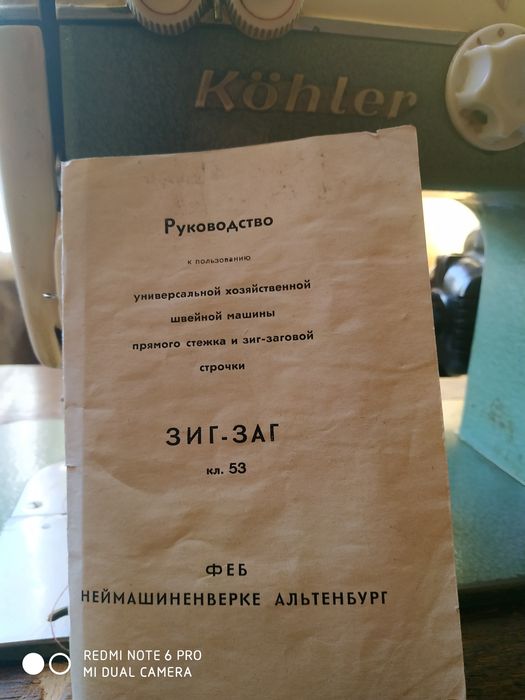 Köhler
Руководство
к пользованию
универсальной хозяйственной
швейной машины
прямого стежка и зиг-заговой
строчки
ЗИГ-ЗАГ
кл. 53
ФЕБ
НЕЙМАШИНЕНВЕРКЕ АЛЬТЕНБУРГ
REDMI NOTE 6 PRO
MI DUAL CAMERA